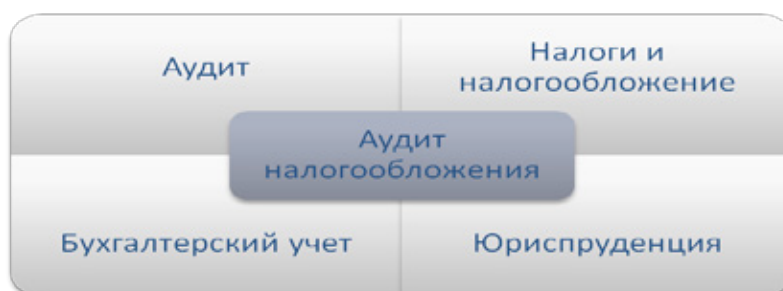 Аудит
Налоги и
налогообложение
Аудит
налогообложения
Бухгалтерский учет
Юриспруденция